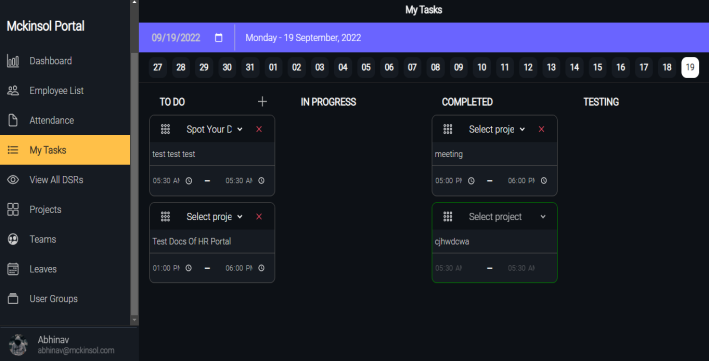 My Tasks
Mckinsol Portal
09/19/2022
Monday - 19 September, 2022
27 28 29 30 31 01 02 03 04 05 06 07 08 09 10 11 12 13 14 15 16 17 18 19
Dashboard
Employee List
Attendance
My Tasks
View All DSRs
Projects
Teams
Leaves
User Groups
Abhinav
abhinav@mckinsol.com
TO DO
Spot Your D
test test test
05:30 AM – 05:30 AM
Select proje
Test Docs Of HR Portal
01:00 PM – 06:00 PM
IN PROGRESS
COMPLETED
Select proje
meeting
05:00 PM – 06:00 PM
Select project
cjhwdcwa
05:30 AM – 05:30 AM
TESTING